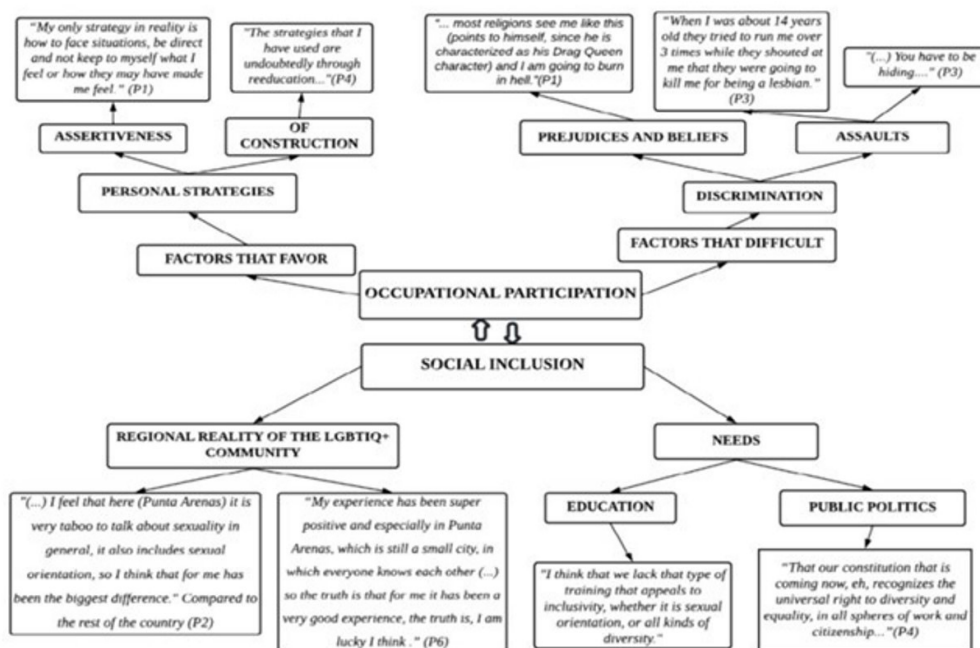 "My only strategy in reality is
how to face situations, be direct
and not keep to myself what I
feel or how they may have made
me feel." (P1)
"The strategies that I
have used are
undoubtedly through
reeducation..."(P4)
"... most religions see me like this
(points to himself, since he is
characterized as his Drag Queen
character) and I am going to burn
in hell."(P1)
"When I was about 14 years
old they tried to run me over
3 times while they shouted at
me that they were going to
kill me for being a lesbian."
(P3)
"(...) You have to be
hiding...." (P3)
ASSERTIVENESS
OF
CONSTRUCTION
PREJUDICES AND BELIEFS
ASSAULTS
PERSONAL STRATEGIES
DISCRIMINATION
FACTORS THAT FAVOR
FACTORS THAT DIFFICULT
OCCUPATIONAL PARTICIPATION
SOCIAL INCLUSION
REGIONAL REALITY OF THE LGBTIQ+
COMMUNITY
NEEDS
"(...) I feel that here (Punta Arenas) it is
very taboo to talk about sexuality in
general, it also includes sexual
orientation, so I think that for me has
been the biggest difference." Compared to
the rest of the country (P2)
"My experience has been super
positive and especially in Punta
Arenas, which is still a small city, in
which everyone knows each other (...)
so the truth is that for me it has been a
very good experience, the truth is, I am
lucky I think ." (P6)
EDUCATION
PUBLIC POLITICS
"I think that we lack that type of
training that appeals to
inclusivity, whether it is sexual
orientation, or all kinds of
diversity."
"That our constitution that is
coming now, eh, recognizes the
universal right to diversity and
equality, in all spheres of work and
citizenship..."(P4)